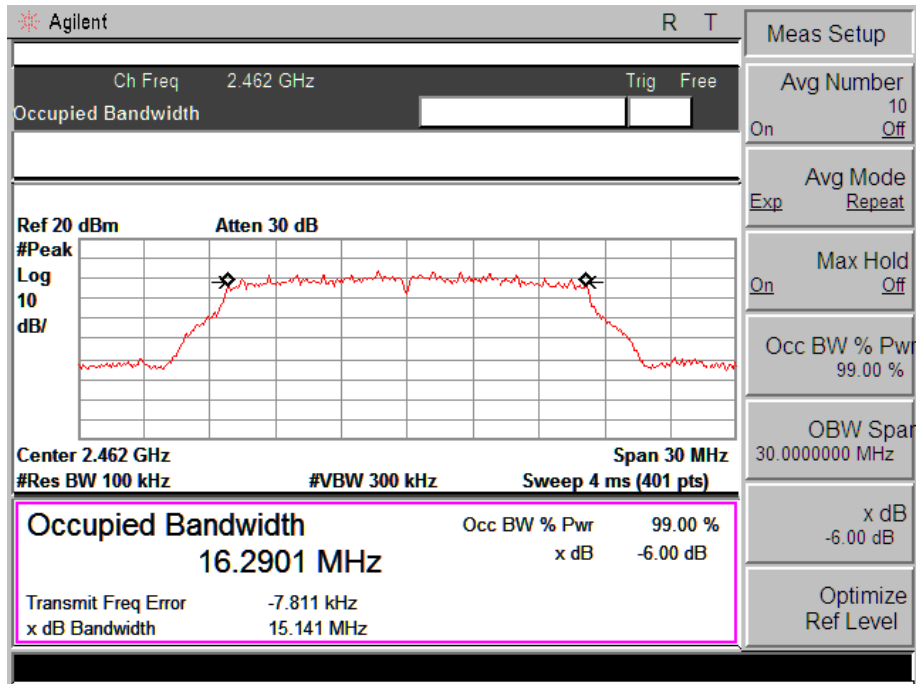 Agilent R T
Ch Freq 2.462 GHz Trig Free
Occupied Bandwidth
Ref 20 dBm Atten 30 dB
#Peak
Log
10
dB/
Center 2.462 GHz Span 30 MHz
#Res BW 100 kHz #VBW 300 kHz Sweep 4 ms (401 pts)
Occupied Bandwidth Occ BW % Pwr 99.00 %
16.2901 MHz x dB -6.00 dB
Transmit Freq Error -7.811 kHz
x dB Bandwidth 15.141 MHz
Meas Setup
Avg Number
10
On Off
Avg Mode
Exp Repeat
Max Hold
On Off
Occ BW % Pwr
99.00 %
OBW Spar
30.0000000 MHz
x dB
-6.00 dB
Optimize
Ref Level